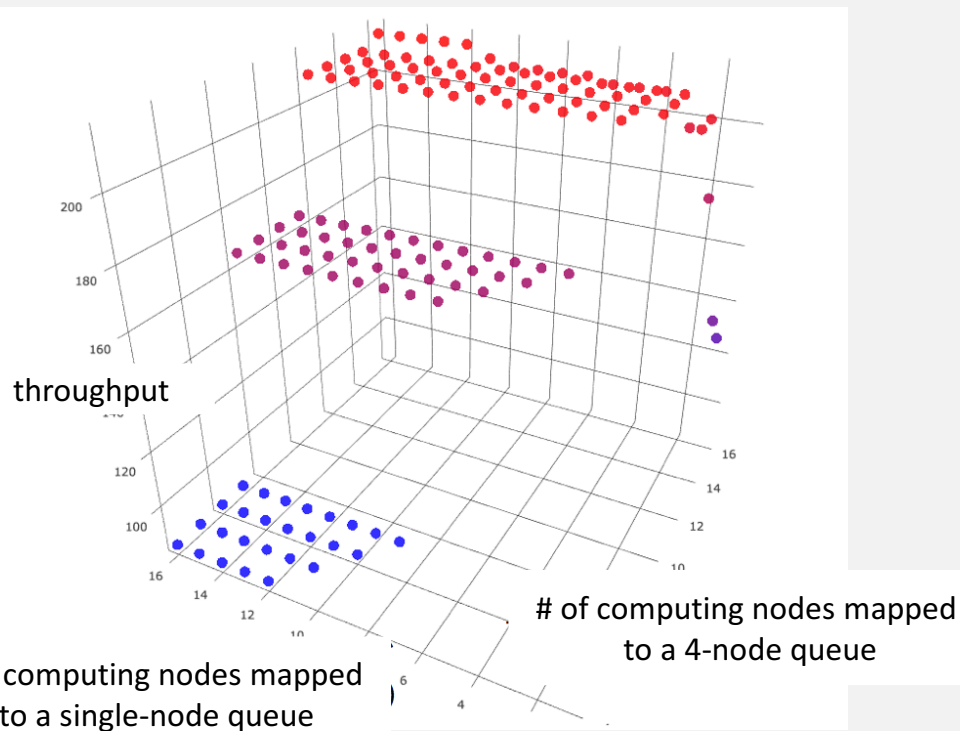 200
180
160
throughput
120
100
16
14
12
16
14
12
10
# of computing nodes mapped
to a 4-node queue
computing nodes mapped
to a single-node queue
6
4